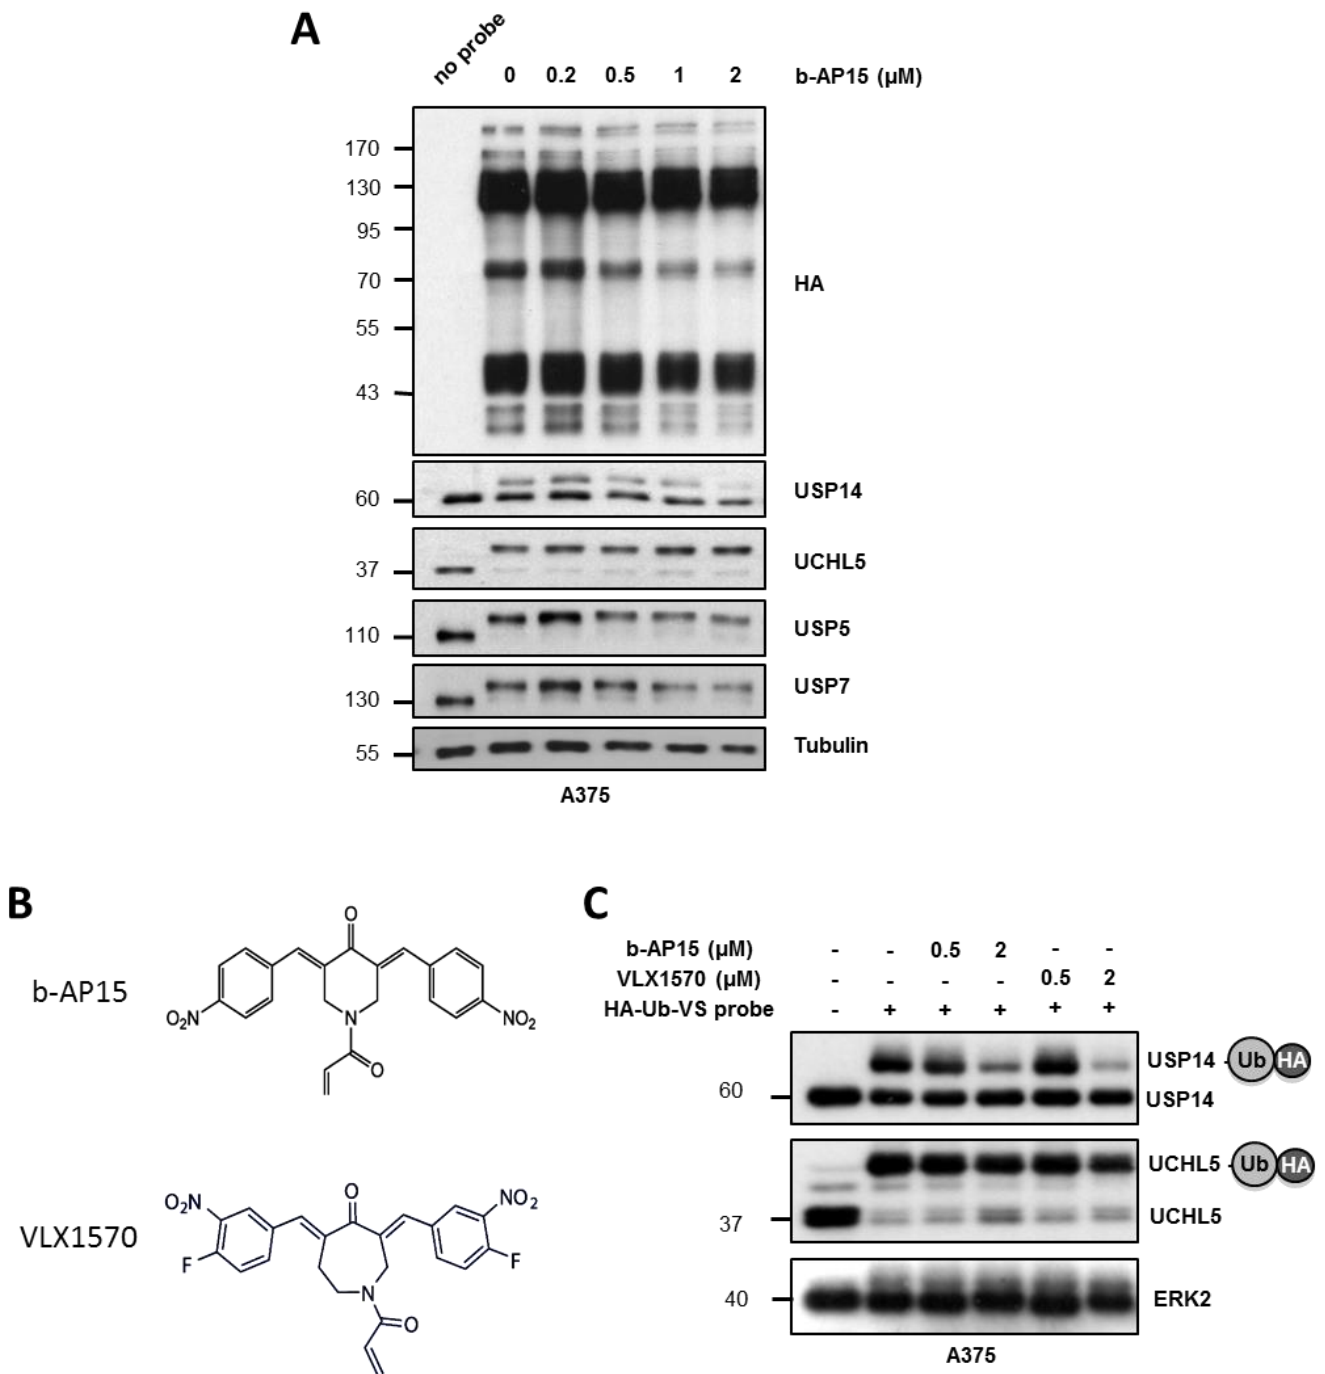 A
no probe
0 0.2 0.5 1 2 b-AP15 (µM)
170
130
95
70
55
43
HA
60
USP14
37
UCHL5
110
USP5
130
USP7
55
Tubulin
A375
B
b-AP15
O
O₂N
NO₂
N
O
VLX1570
O₂N
O
NO₂
F
F
N
O
C
b-AP15 (µM) - - 0.5 2 - -
VLX1570 (µM) - - - - 0.5 2
HA-Ub-VS probe - + + + + +
60
USP14 - Ub HA
USP14
UCHL5 - Ub HA
37
UCHL5
40
ERK2
A375